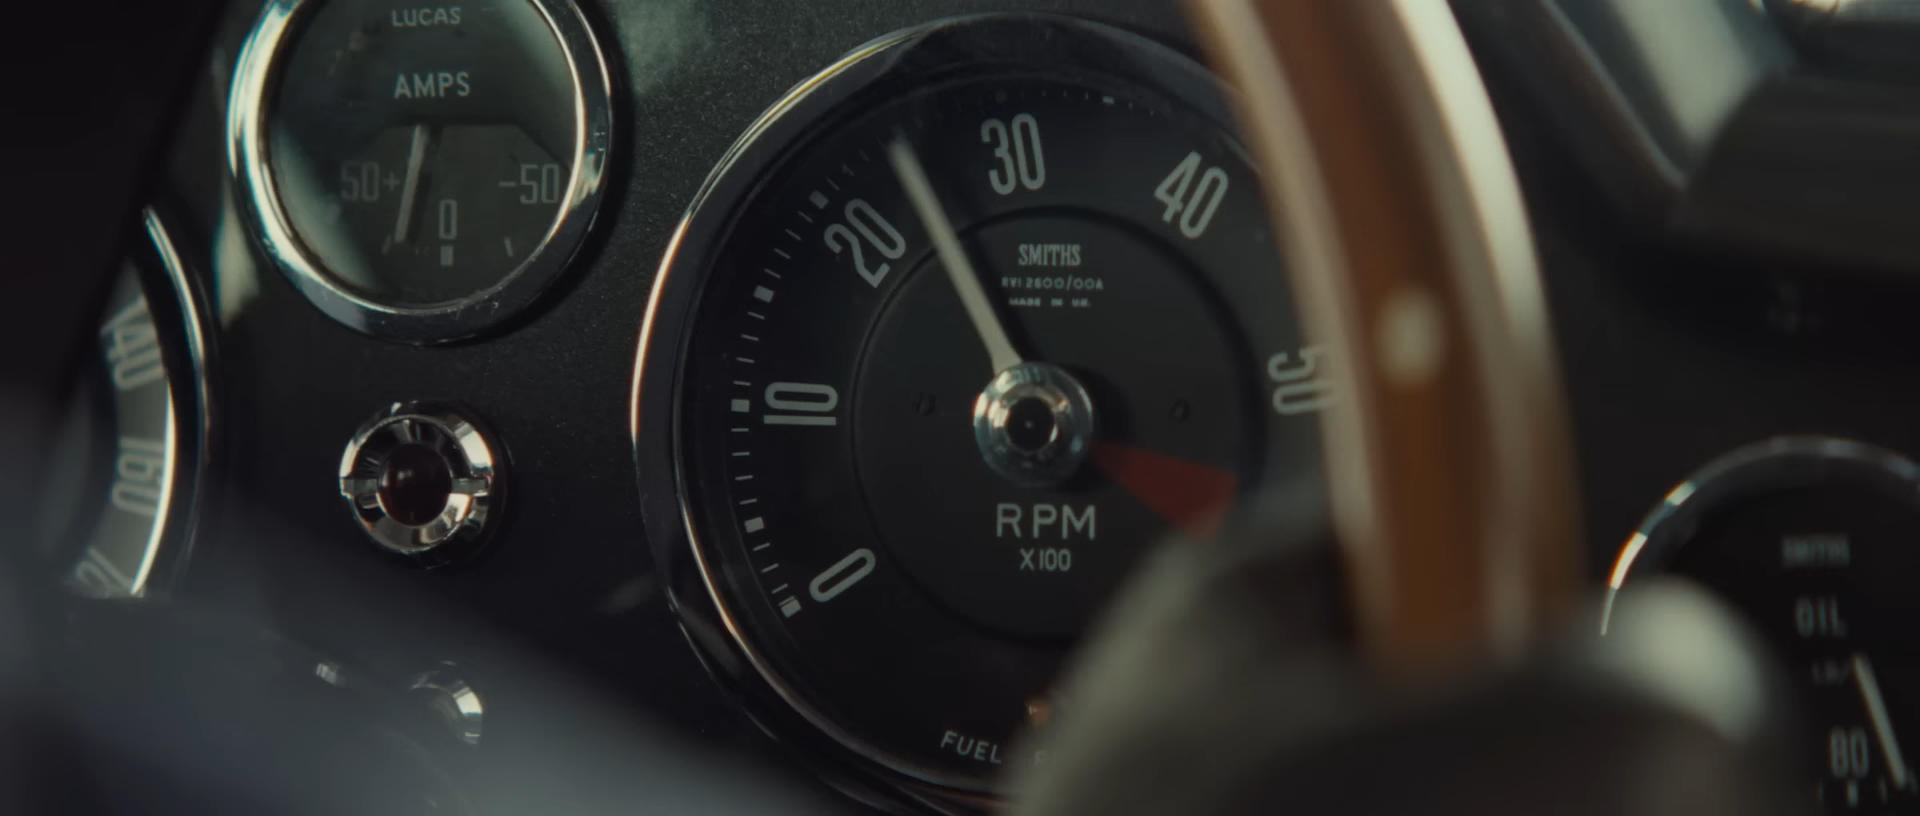 LUCAS
AMPS
50+
0
-50
140
160
0
10
20
30
40
50
SMITHS
RVI 2600/00A
MADE IN U.K.
RPM
X100
FUEL
SMITHS
OIL
80